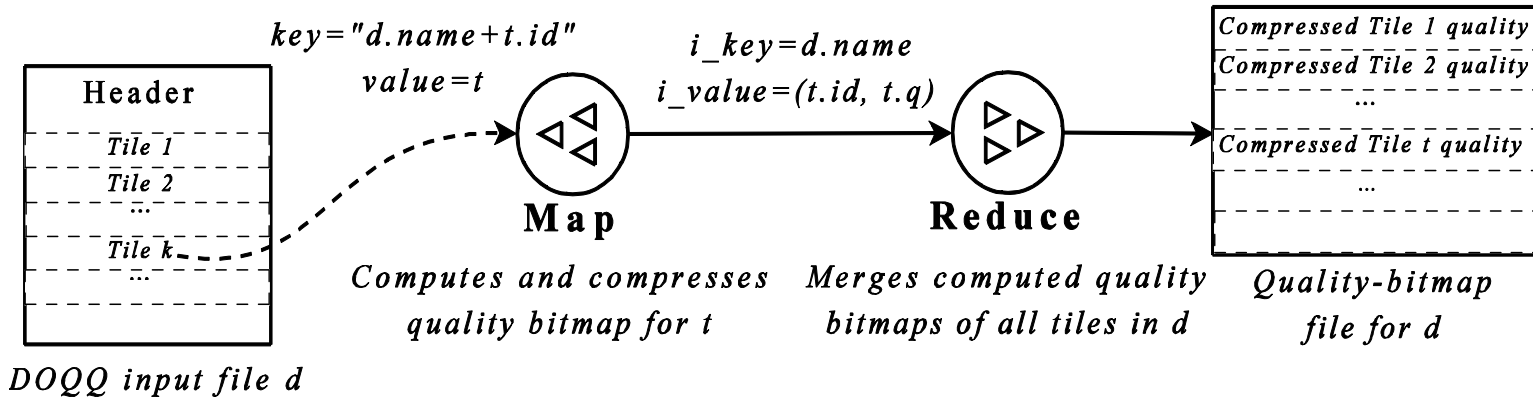 key="d.name+t.id"
value=t
i_key=d.name
i_value=(t.id, t.q)
Header
Tile 1
Tile 2
...
Tile k
...
DOQQ input file d
Map
Computes and compresses
quality bitmap for t
Reduce
Merges computed quality
bitmaps of all tiles in d
Compressed Tile 1 quality
Compressed Tile 2 quality
...
Compressed Tile t quality
...
Quality-bitmap
file for d